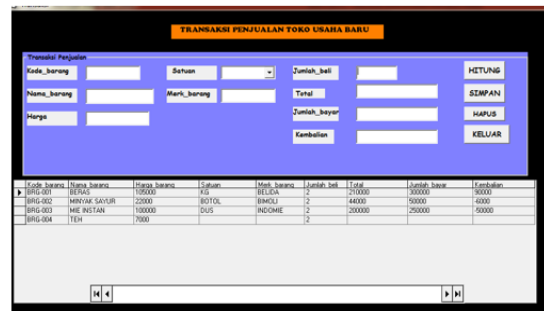 TRANSAKSI PENJUALAN TOKO USAHA BARU
Transaksi Penjualan
Kode_barang Satuan Jumlah_beli HITUNG
Nama_barang Merk_barang Total SIMPAN
Harga Jumlah_bayar HAPUS
Kembalian KELUAR
Kode_barang Nama_barang Harga_barang Satuan Merk_barang Jumlah_beli Total Jumlah_bayar Kembalian
BRG-001 BERAS 105000 KG BELIDA 2 210000 300000 90000
BRG-002 MINYAK SAYUR 22000 BOTOL BIMOLI 2 44000 50000 -6000
BRG-003 MIE INSTAN 100000 DUS INDOMIE 2 200000 250000 -50000
BRG-004 TEH 7000 2